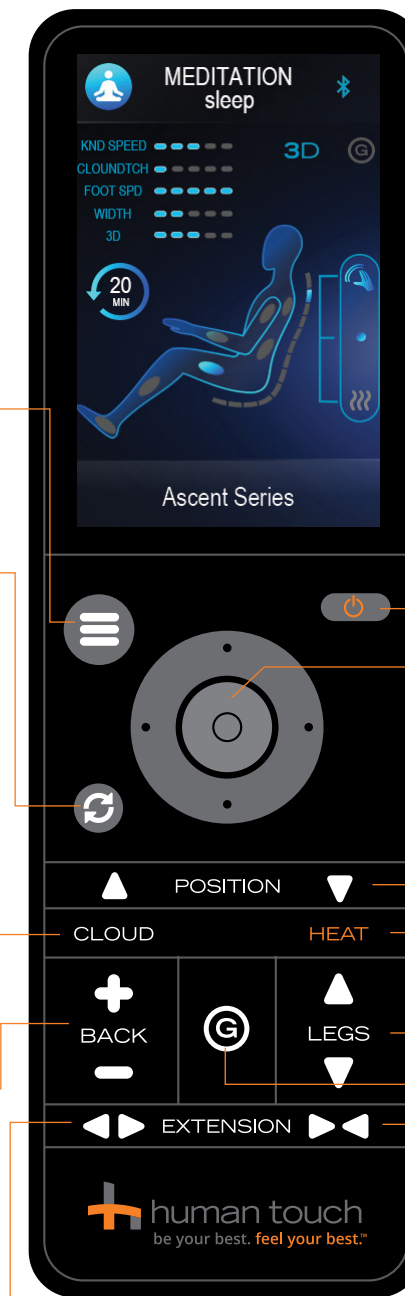 MEDITATION
sleep
KND SPEED
CLOUNDTCH
FOOT SPD
WIDTH
3D
3D
G
20
MIN
Ascent Series
POSITION
CLOUD
HEAT
BACK
G
LEGS
EXTENSION
human touch
be your best. feel your best.™